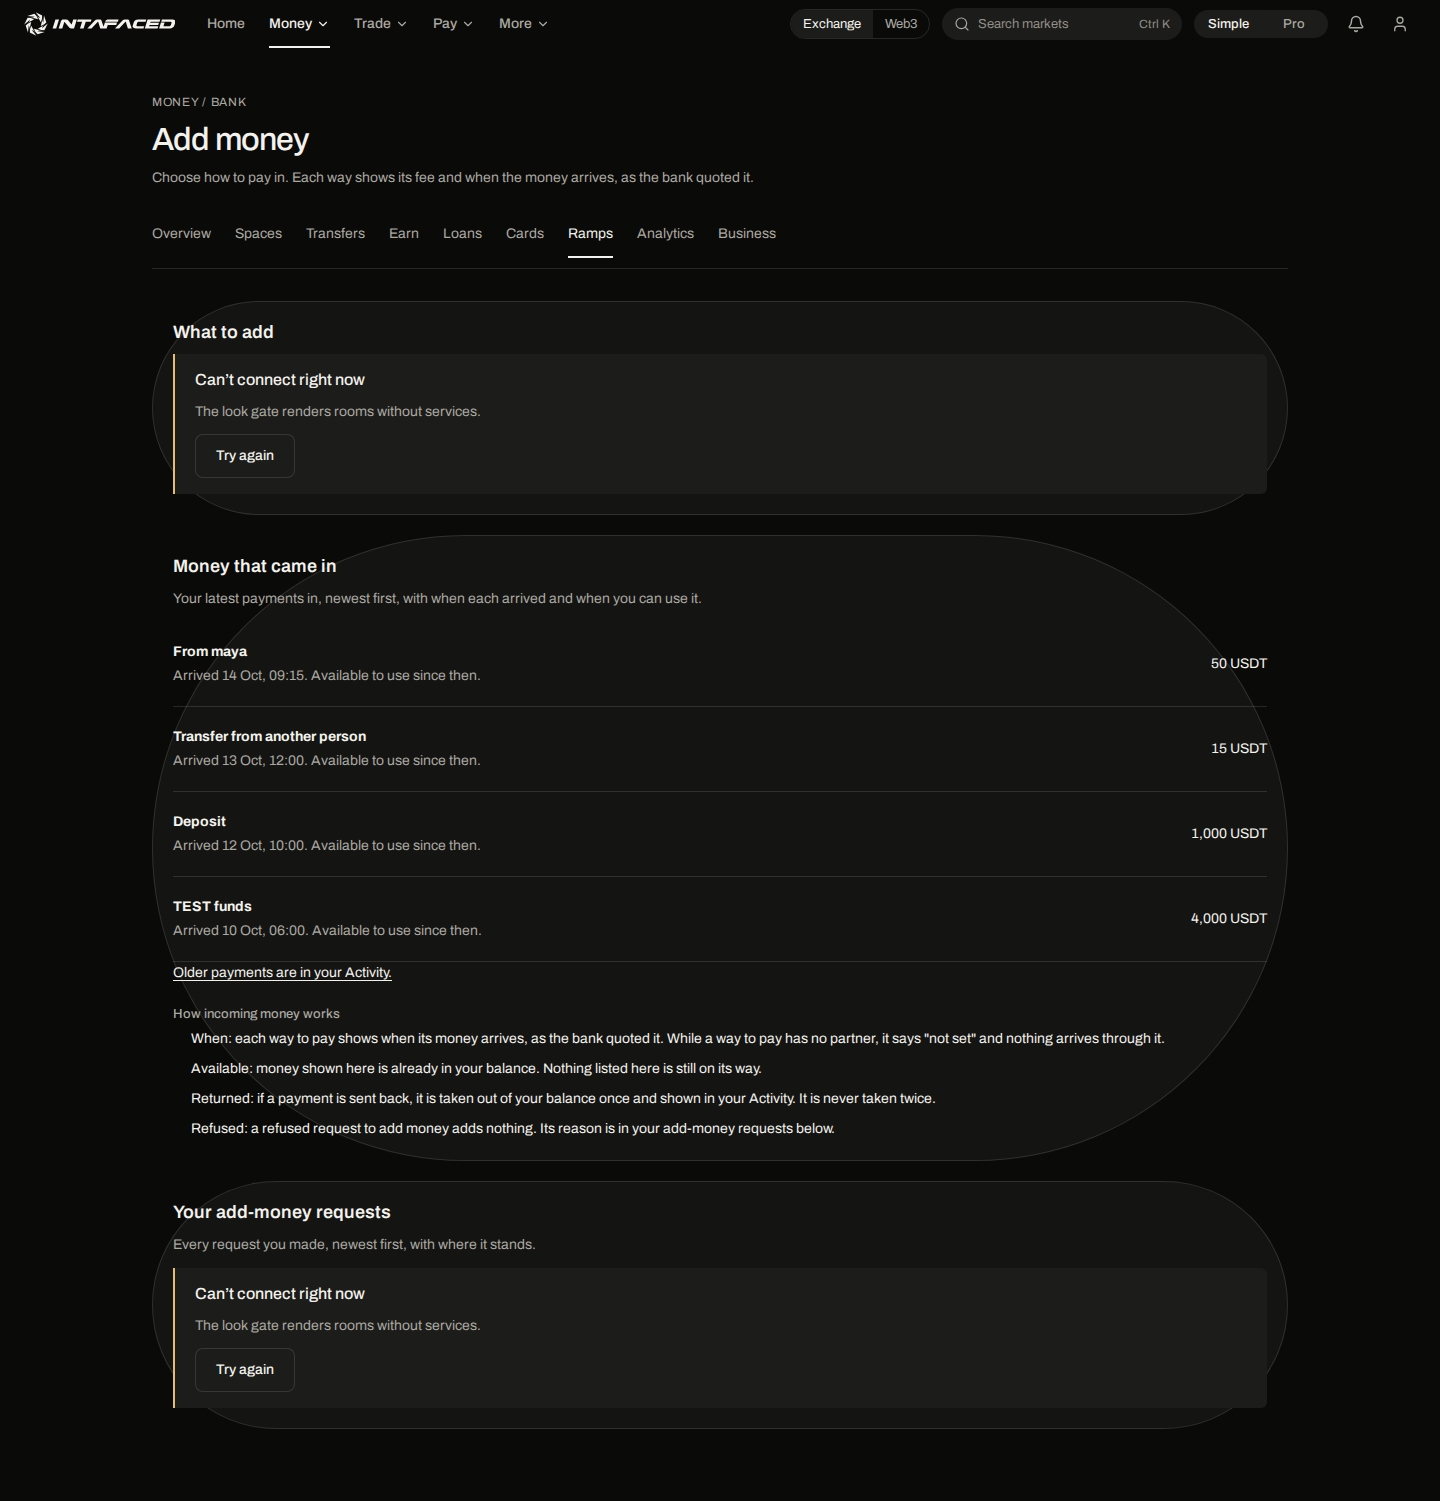 INTAFACED Home Money Trade Pay More Exchange Web3 Search markets Ctrl K Simple Pro
MONEY / BANK
Add money
Choose how to pay in. Each way shows its fee and when the money arrives, as the bank quoted it.
Overview Spaces Transfers Earn Loans Cards Ramps Analytics Business
What to add
Can’t connect right now
The look gate renders rooms without services.
Try again
Money that came in
Your latest payments in, newest first, with when each arrived and when you can use it.
From maya
50 USDT
Arrived 14 Oct, 09:15. Available to use since then.
Transfer from another person
15 USDT
Arrived 13 Oct, 12:00. Available to use since then.
Deposit
1,000 USDT
Arrived 12 Oct, 10:00. Available to use since then.
TEST funds
4,000 USDT
Arrived 10 Oct, 06:00. Available to use since then.
Older payments are in your Activity.
How incoming money works
When: each way to pay shows when its money arrives, as the bank quoted it. While a way to pay has no partner, it says "not set" and nothing arrives through it.
Available: money shown here is already in your balance. Nothing listed here is still on its way.
Returned: if a payment is sent back, it is taken out of your balance once and shown in your Activity. It is never taken twice.
Refused: a refused request to add money adds nothing. Its reason is in your add-money requests below.
Your add-money requests
Every request you made, newest first, with where it stands.
Can’t connect right now
The look gate renders rooms without services.
Try again